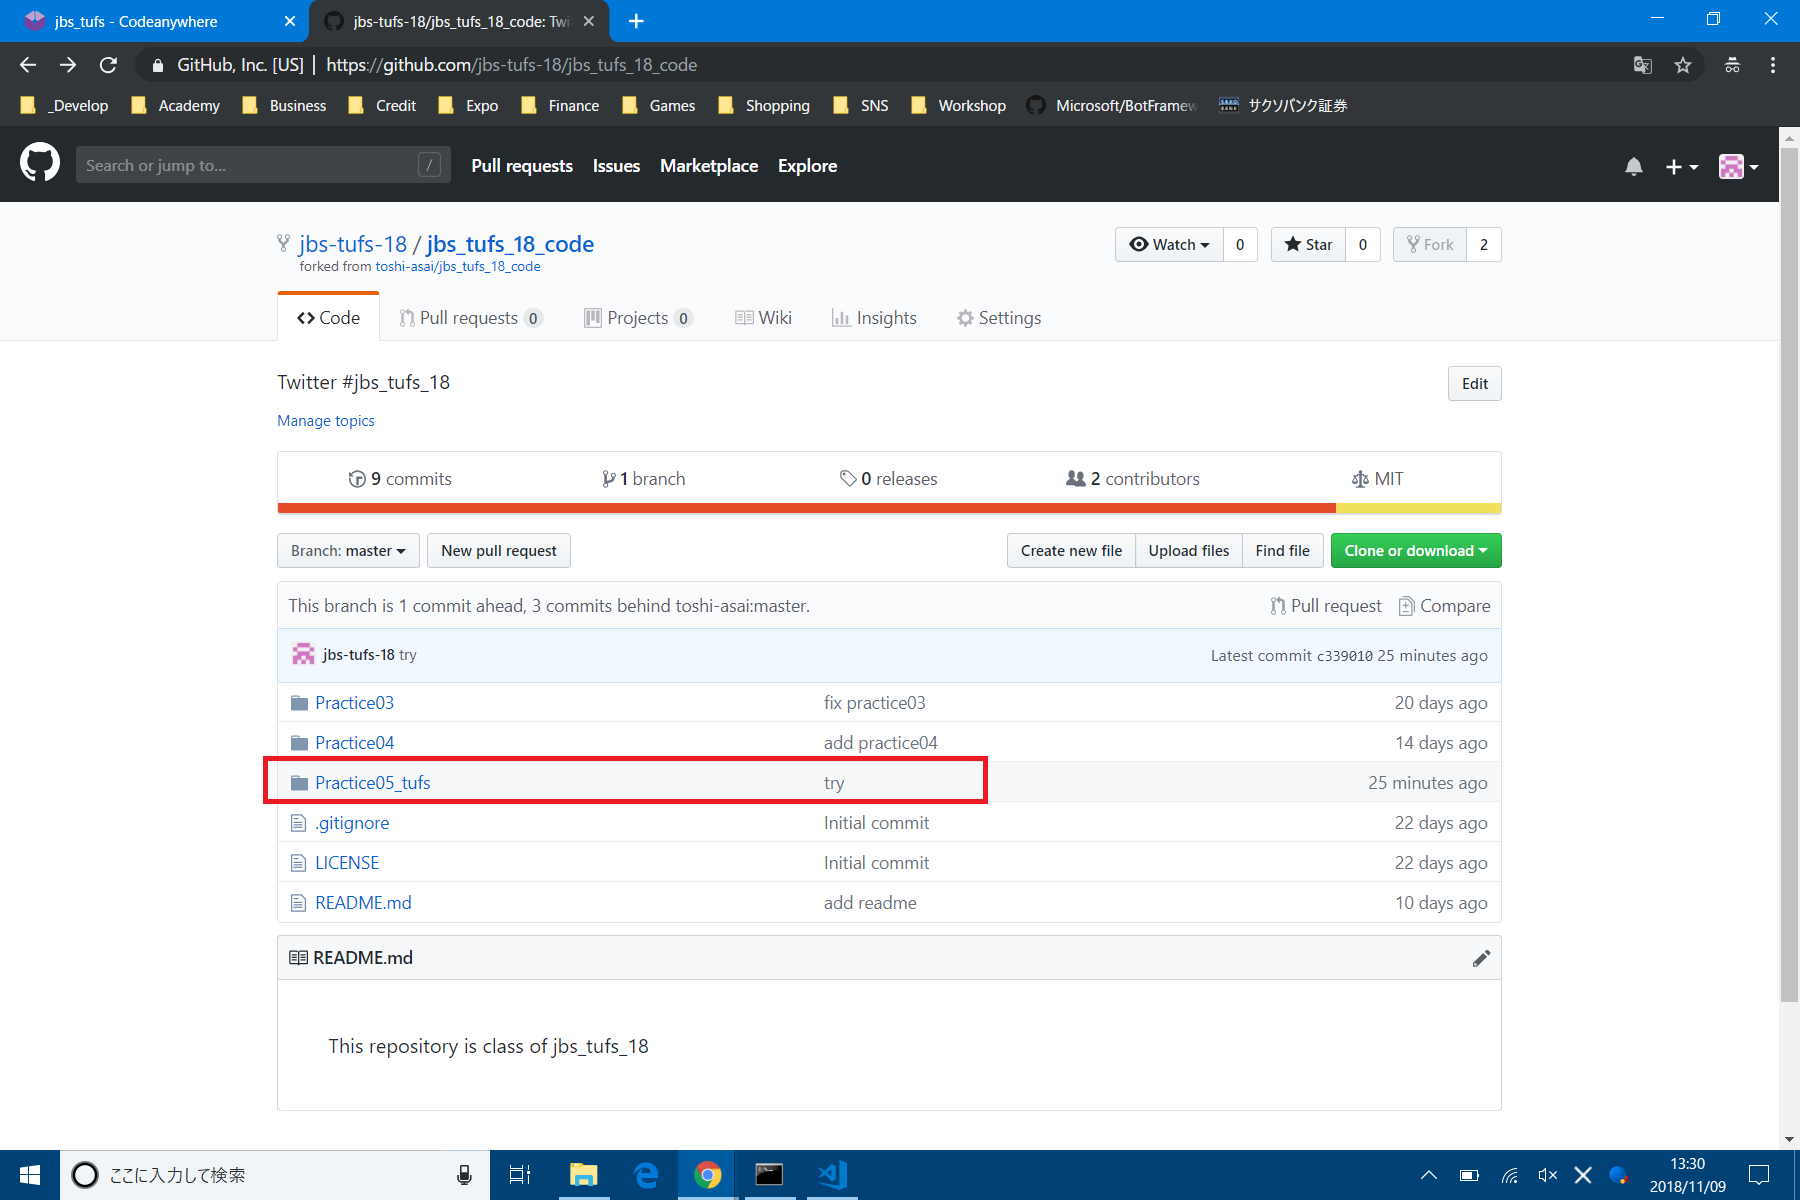 jbs_tufs - Codeanywhere
jbs-tufs-18/jbs_tufs_18_code: Twi
GitHub, Inc. [US] | https://github.com/jbs-tufs-18/jbs_tufs_18_code
_Develop Academy Business Credit Expo Finance Games Shopping SNS Workshop Microsoft/BotFramew サクソバンク証券
Search or jump to... / Pull requests Issues Marketplace Explore
jbs-tufs-18 / jbs_tufs_18_code Watch 0 Star 0 Fork 2
forked from toshi-asai/jbs_tufs_18_code
Code Pull requests 0 Projects 0 Wiki Insights Settings
Twitter #jbs_tufs_18 Edit
Manage topics
9 commits 1 branch 0 releases 2 contributors MIT
Branch: master New pull request Create new file Upload files Find file Clone or download
This branch is 1 commit ahead, 3 commits behind toshi-asai:master. Pull request Compare
jbs-tufs-18 try Latest commit c339010 25 minutes ago
Practice03 fix practice03 20 days ago
Practice04 add practice04 14 days ago
Practice05_tufs try 25 minutes ago
.gitignore Initial commit 22 days ago
LICENSE Initial commit 22 days ago
README.md add readme 10 days ago
README.md
This repository is class of jbs_tufs_18
ここに入力して検索
13:30
2018/11/09